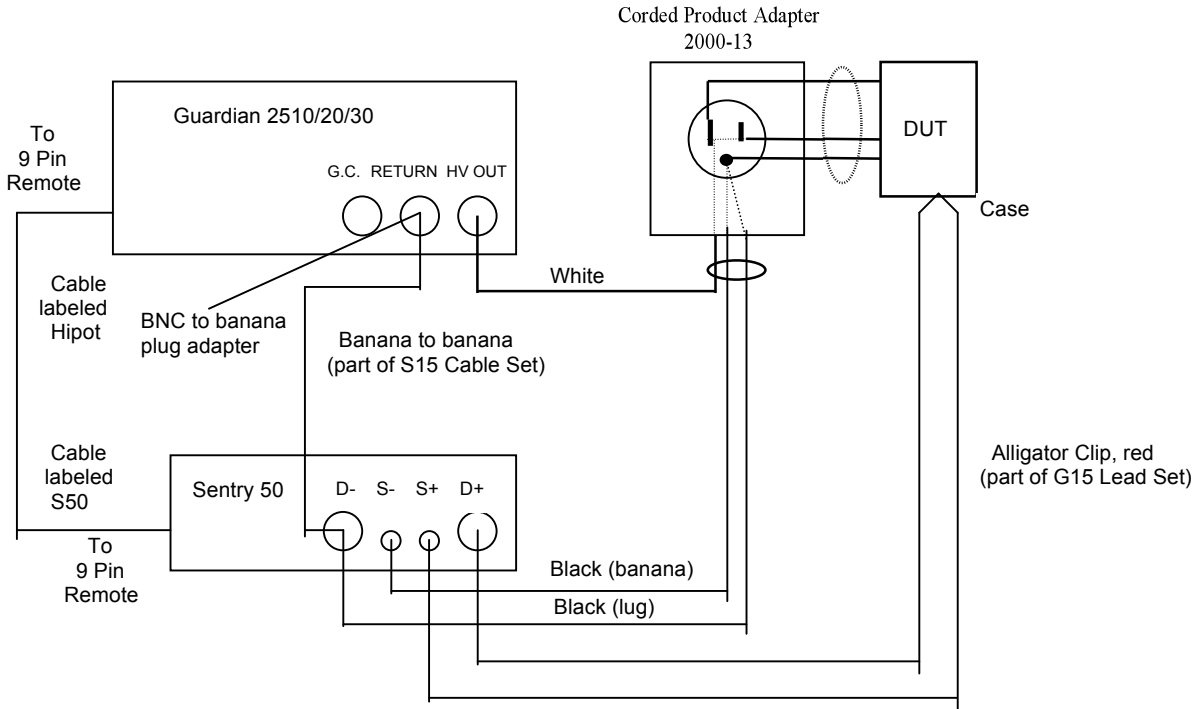 Corded Product Adapter
2000-13
Guardian 2510/20/30
G.C. RETURN HV OUT
To
9 Pin
Remote
DUT
Case
White
Cable
labeled
Hipot
BNC to banana
plug adapter
Banana to banana
(part of S15 Cable Set)
Cable
labeled
S50
Sentry 50
D- S- S+ D+
Alligator Clip, red
(part of G15 Lead Set)
To
9 Pin
Remote
Black (banana)
Black (lug)